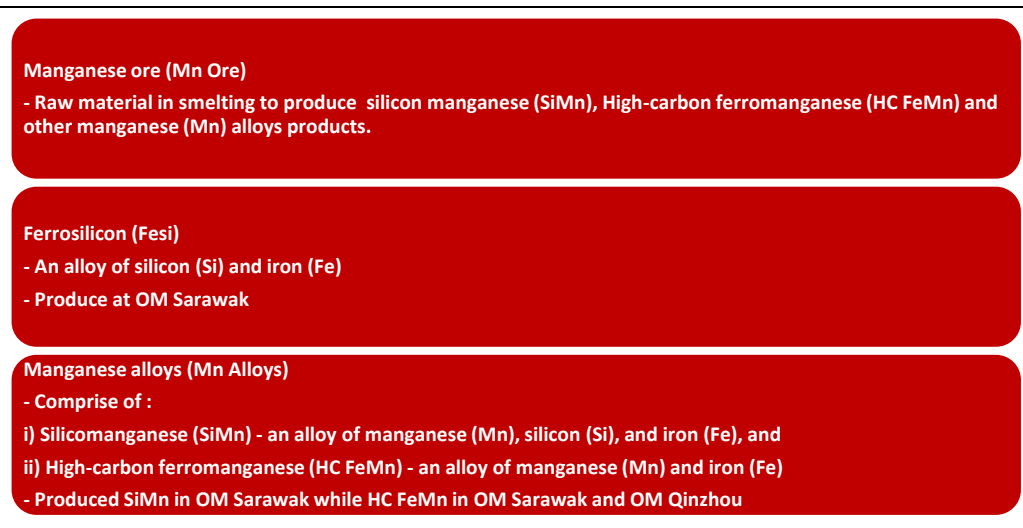 Manganese ore (Mn Ore)
- Raw material in smelting to produce  silicon manganese (SiMn), High-carbon ferromanganese (HC FeMn) and
other manganese (Mn) alloys products.
Ferrosilicon (Fesi)
- An alloy of silicon (Si) and iron (Fe)
- Produce at OM Sarawak
Manganese alloys (Mn Alloys)
- Comprise of :
i) Silicomanganese (SiMn) - an alloy of manganese (Mn), silicon (Si), and iron (Fe), and
ii) High-carbon ferromanganese (HC FeMn) - an alloy of manganese (Mn) and iron (Fe)
- Produced SiMn in OM Sarawak while HC FeMn in OM Sarawak and OM Qinzhou